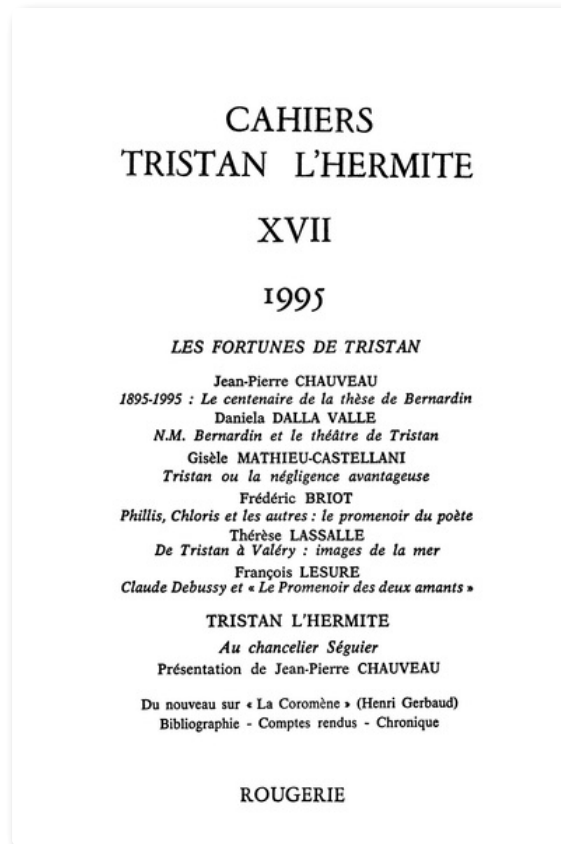 CAHIERS
TRISTAN L'HERMITE
XVII
1995
LES FORTUNES DE TRISTAN
Jean-Pierre CHAUVEAU
1895-1995 : Le centenaire de la thèse de Bernardin
Daniela DALLA VALLE
N.M. Bernardin et le théâtre de Tristan
Gisèle MATHIEU-CASTELLANI
Tristan ou la négligence avantageuse
Frédéric BRIOT
Phillis, Chloris et les autres : le promenoir du poète
Thérèse LASSALLE
De Tristan à Valéry : images de la mer
François LESURE
Claude Debussy et « Le Promenoir des deux amants »
TRISTAN L'HERMITE
Au chancelier Séguier
Présentation de Jean-Pierre CHAUVEAU
Du nouveau sur « La Coromène » (Henri Gerbaud)
Bibliographie - Comptes rendus - Chronique
ROUGERIE